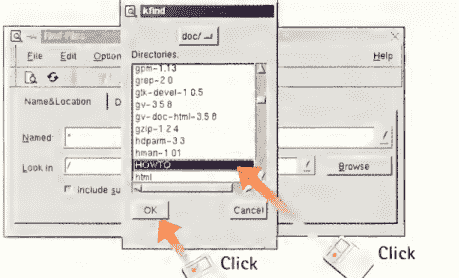 kfind
doc/
File Edit Option Help
Directories.
gpm-1.13
grep-2.0
gtk-devel-1.0.5
gv-3.5.8
gv-doc-html-3.5.8
gzip-1.2.4
hdparm-3.3
hman-1.01
HOWTO
html
Name&Location D
Named: *
Look in: / Browse
Include su
OK Cancel
Click
Click